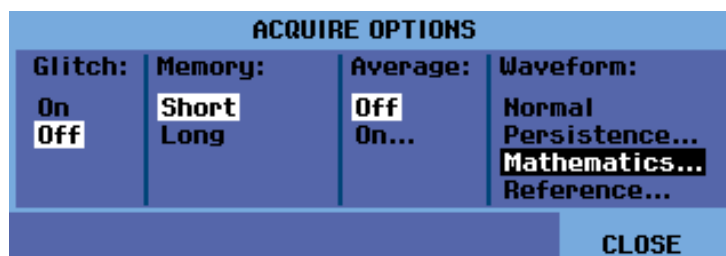 ACQUIRE OPTIONS
Glitch:
On
Off
Memory:
Short
Long
Average:
Off
On...
Waveform:
Normal
Persistence...
Mathematics...
Reference...
CLOSE